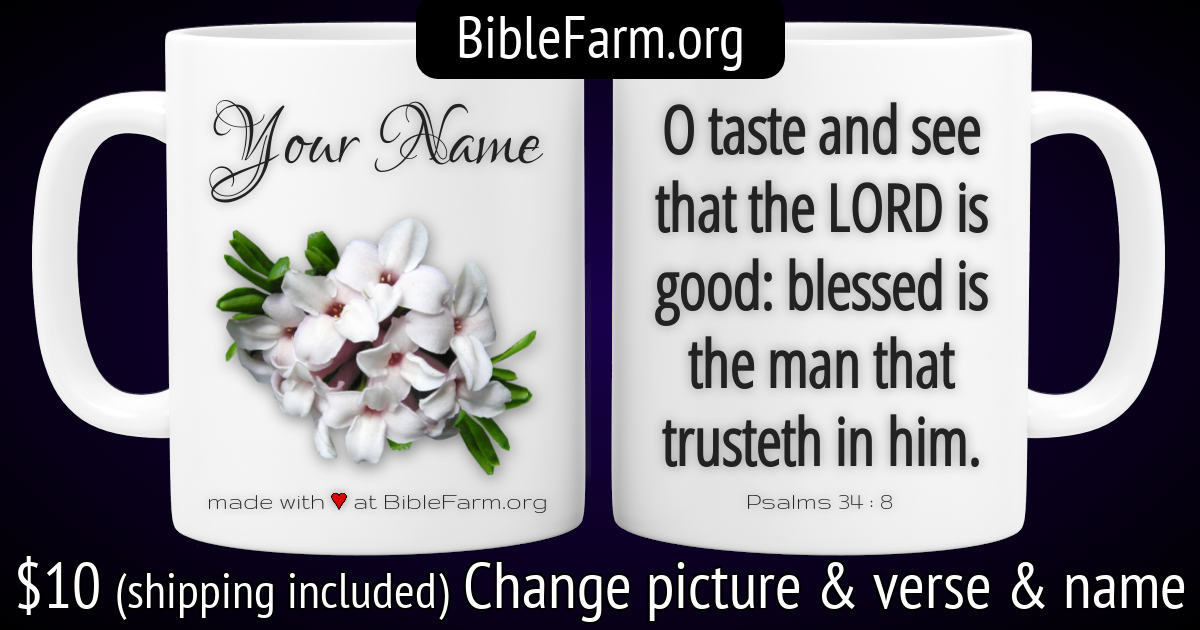 BibleFarm.org
Your Name
made with ♥ at BibleFarm.org
O taste and see
that the LORD is
good: blessed is
the man that
trusteth in him.
Psalms 34 : 8
$10 (shipping included) Change picture & verse & name